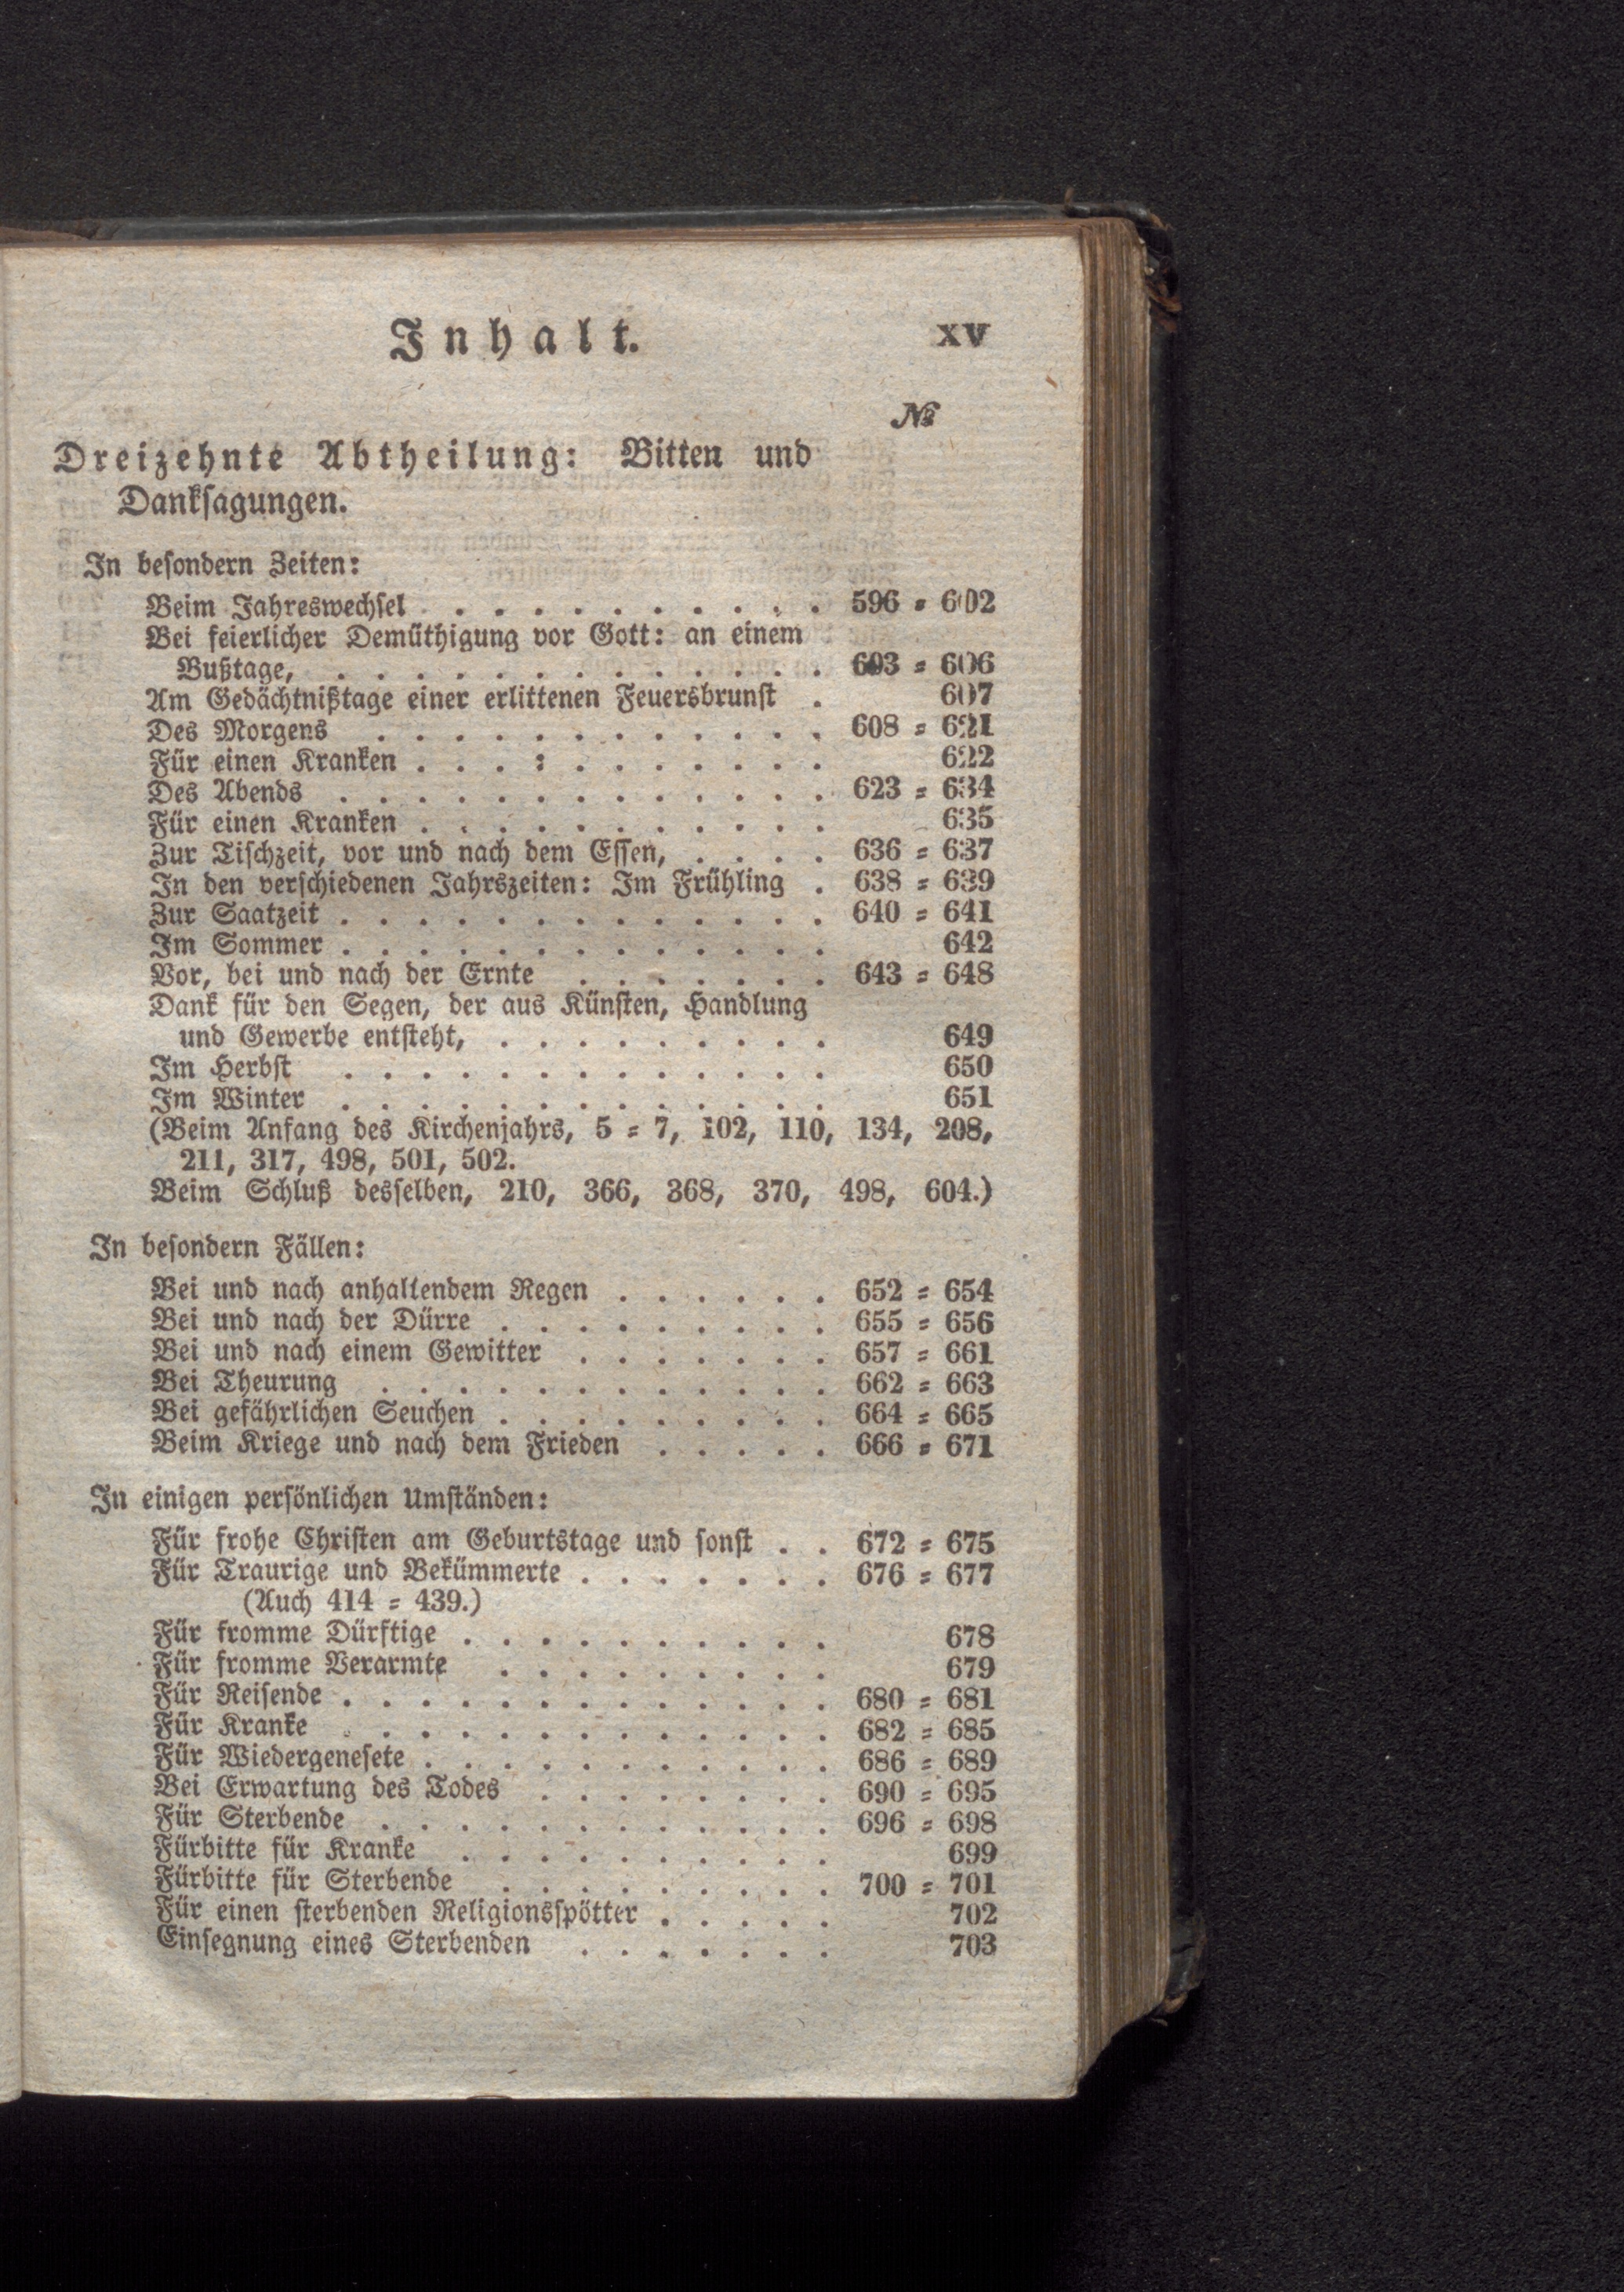 Inhalt. XV
№
Dreizehnte Abtheilung: Bitten und
Danksagungen.
In besondern Zeiten:
Beim Jahreswechsel . . . . . . . . . . 596 = 602
Bei feierlicher Demüthigung vor Gott: an einem
Bußtage, . . . . . . . . . . . . . 603 = 606
Am Gedächtnißtage einer erlittenen Feuersbrunst . 607
Des Morgens . . . . . . . . . . . . 608 = 621
Für einen Kranken . . . : . . . . . . . 622
Des Abends . . . . . . . . . . . . . 623 = 634
Für einen Kranken . . . . . . . . . . . 635
Zur Tischzeit, vor und nach dem Essen, . . . . 636 = 637
In den verschiedenen Jahrszeiten: Im Frühling . 638 = 639
Zur Saatzeit . . . . . . . . . . . . . 640 = 641
Im Sommer . . . . . . . . . . . . . 642
Vor, bei und nach der Ernte . . . . . . . 643 = 648
Dank für den Segen, der aus Künsten, Handlung
und Gewerbe entsteht, . . . . . . . . . 649
Im Herbst . . . . . . . . . . . . . 650
Im Winter . . . . . . . . . . . . . 651
(Beim Anfang des Kirchenjahrs, 5 = 7, 102, 110, 134, 208,
211, 317, 498, 501, 502.
Beim Schluß desselben, 210, 366, 368, 370, 498, 604.)
In besondern Fällen:
Bei und nach anhaltendem Regen . . . . . . 652 = 654
Bei und nach der Dürre . . . . . . . . . 655 = 656
Bei und nach einem Gewitter . . . . . . . 657 = 661
Bei Theurung . . . . . . . . . . . . 662 = 663
Bei gefährlichen Seuchen . . . . . . . . . 664 = 665
Beim Kriege und nach dem Frieden . . . . . 666 = 671
In einigen persönlichen Umständen:
Für frohe Christen am Geburtstage und sonst . . 672 = 675
Für Traurige und Bekümmerte . . . . . . . 676 = 677
(Auch 414 = 439.)
Für fromme Dürftige . . . . . . . . . . 678
Für fromme Verarmte . . . . . . . . . 679
Für Reisende . . . . . . . . . . . . . 680 = 681
Für Kranke . . . . . . . . . . . . . 682 = 685
Für Wiedergenesete . . . . . . . . . . . 686 = 689
Bei Erwartung des Todes . . . . . . . . 690 = 695
Für Sterbende . . . . . . . . . . . . 696 = 698
Fürbitte für Kranke . . . . . . . . . . 699
Fürbitte für Sterbende . . . . . . . . . 700 = 701
Für einen sterbenden Religionsspötter . . . . . 702
Einsegnung eines Sterbenden . . . . . . . 703